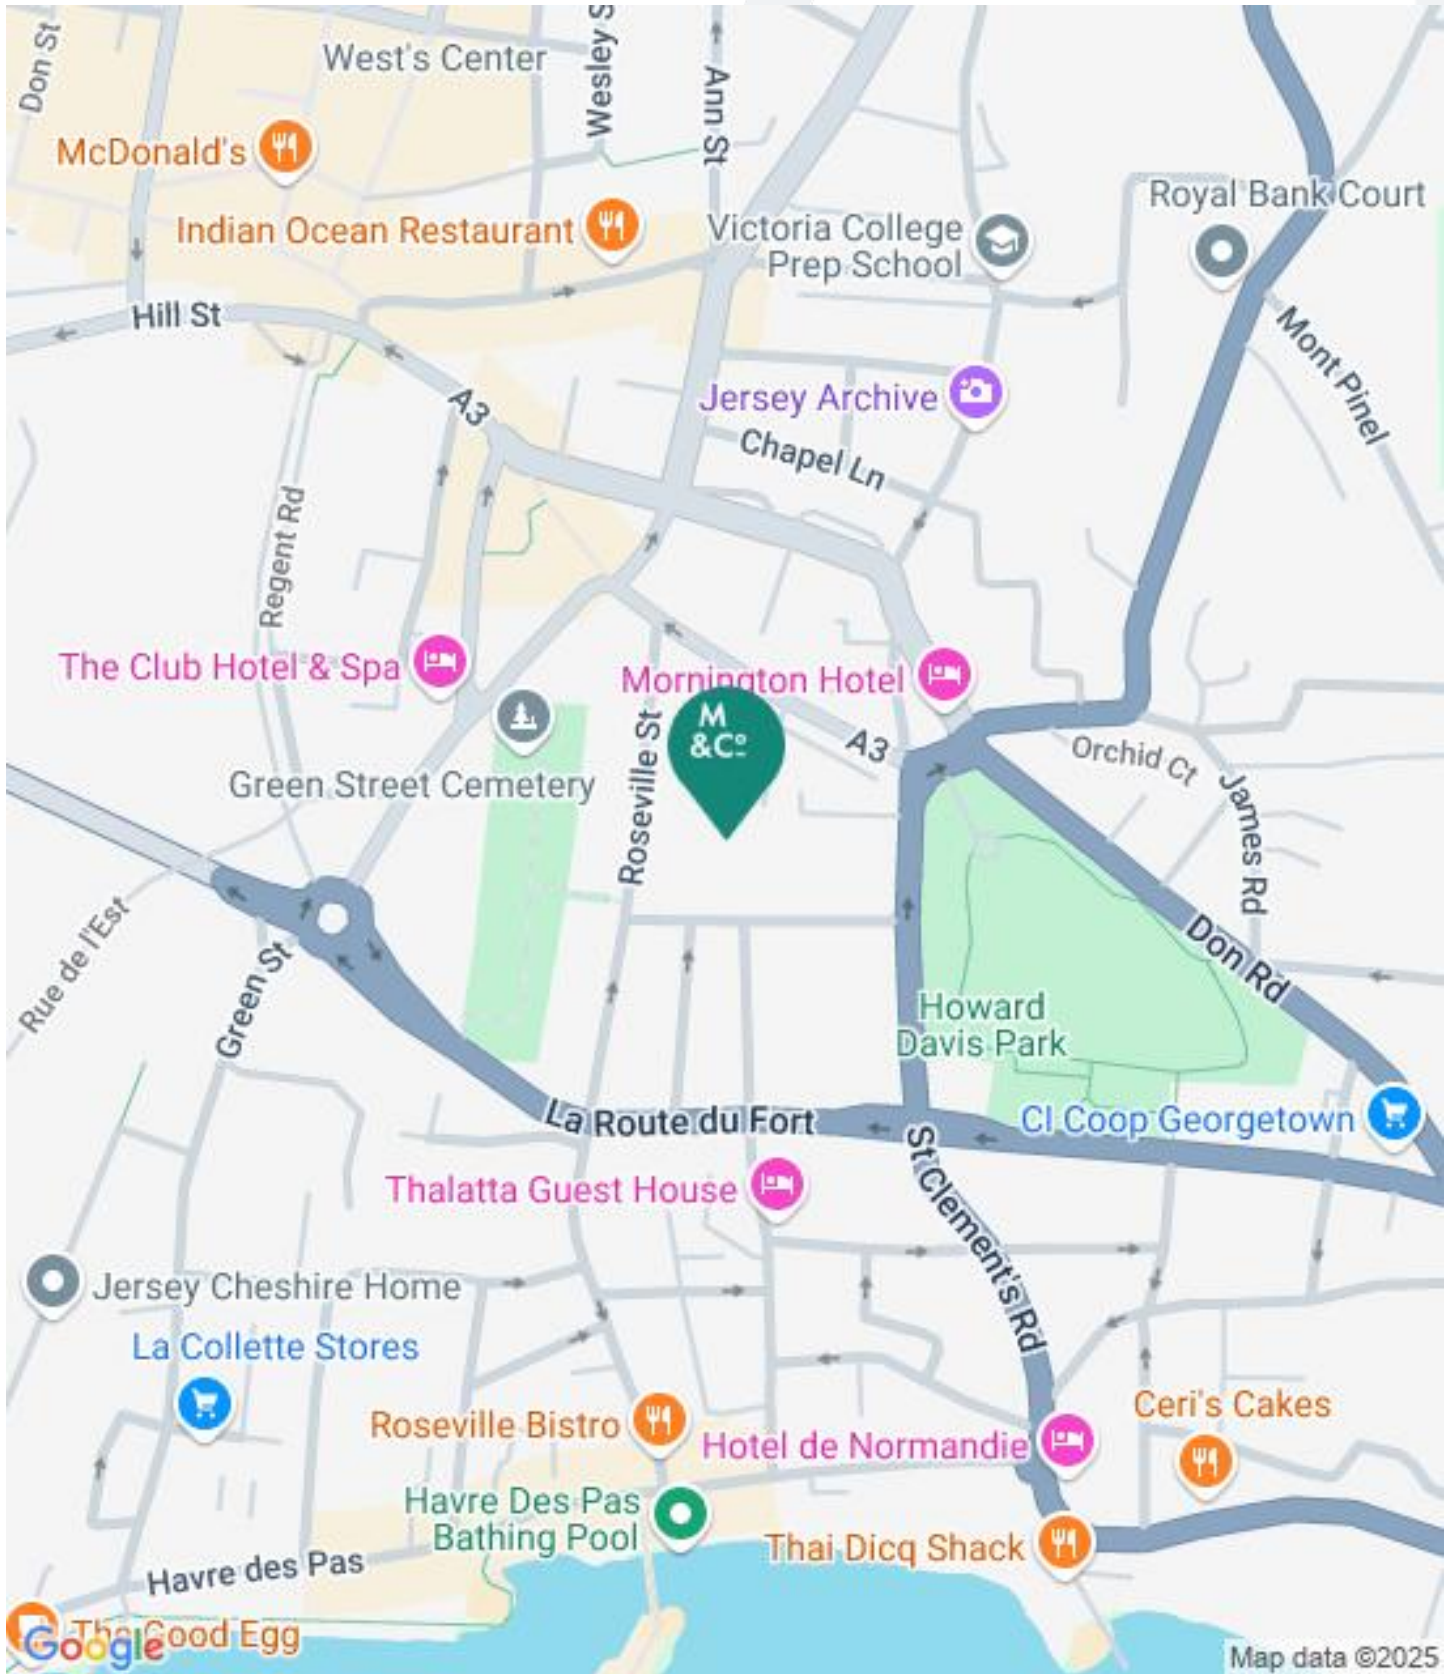 Don St
West's Center
Wesley S
Ann St
McDonald's
Indian Ocean Restaurant
Victoria College
Prep School
Royal Bank Court
Hill St
Mont Pinel
A3
Jersey Archive
Chapel Ln
Regent Rd
The Club Hotel & Spa
Mornington Hotel
M
&Co
A3
Orchid Ct
Green Street Cemetery
Roseville St
James Rd
Rue de l'Est
Green St
Don Rd
Howard
Davis Park
La Route du Fort
CI Coop Georgetown
St Clement's Rd
Thalatta Guest House
Jersey Cheshire Home
La Collette Stores
Roseville Bistro
Ceri's Cakes
Hotel de Normandie
Havre Des Pas
Bathing Pool
Thai Dicq Shack
Havre des Pas
The Good Egg
Google
Map data ©2025